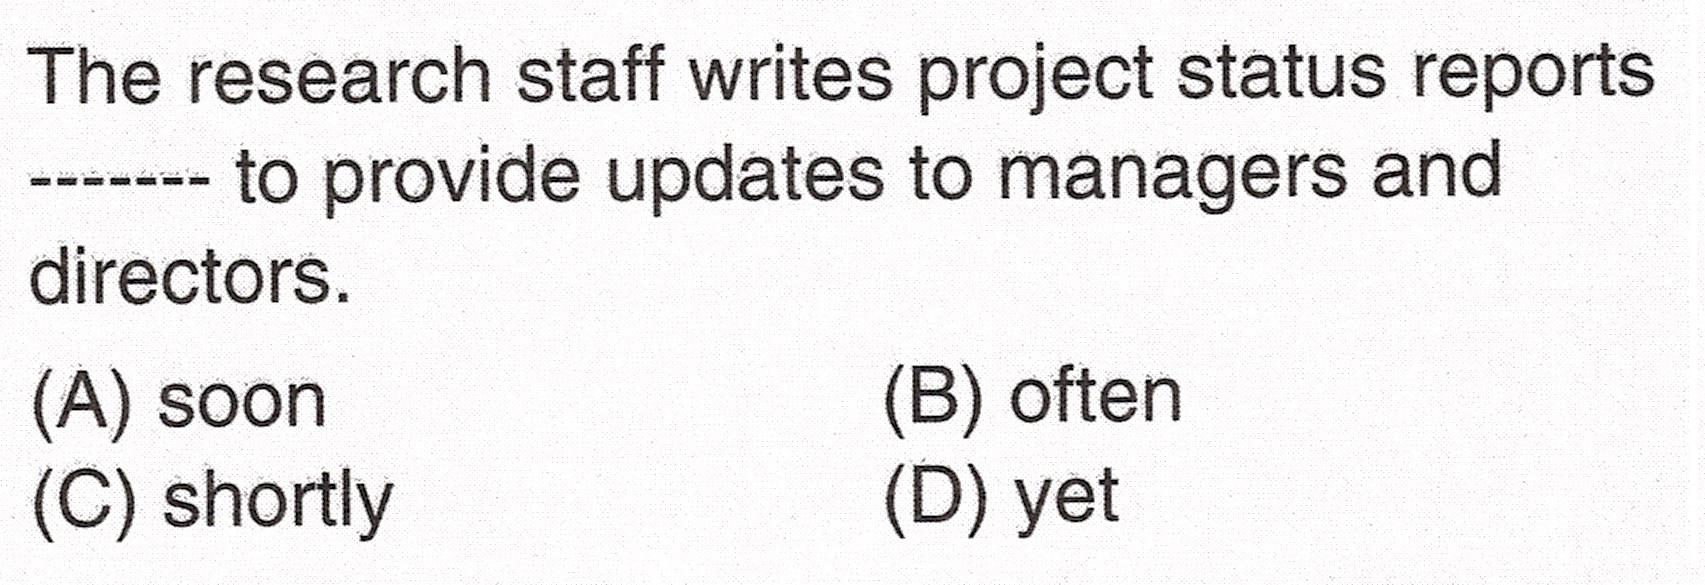 The research staff writes project status reports
------- to provide updates to managers and
directors.
(A) soon (B) often
(C) shortly (D) yet